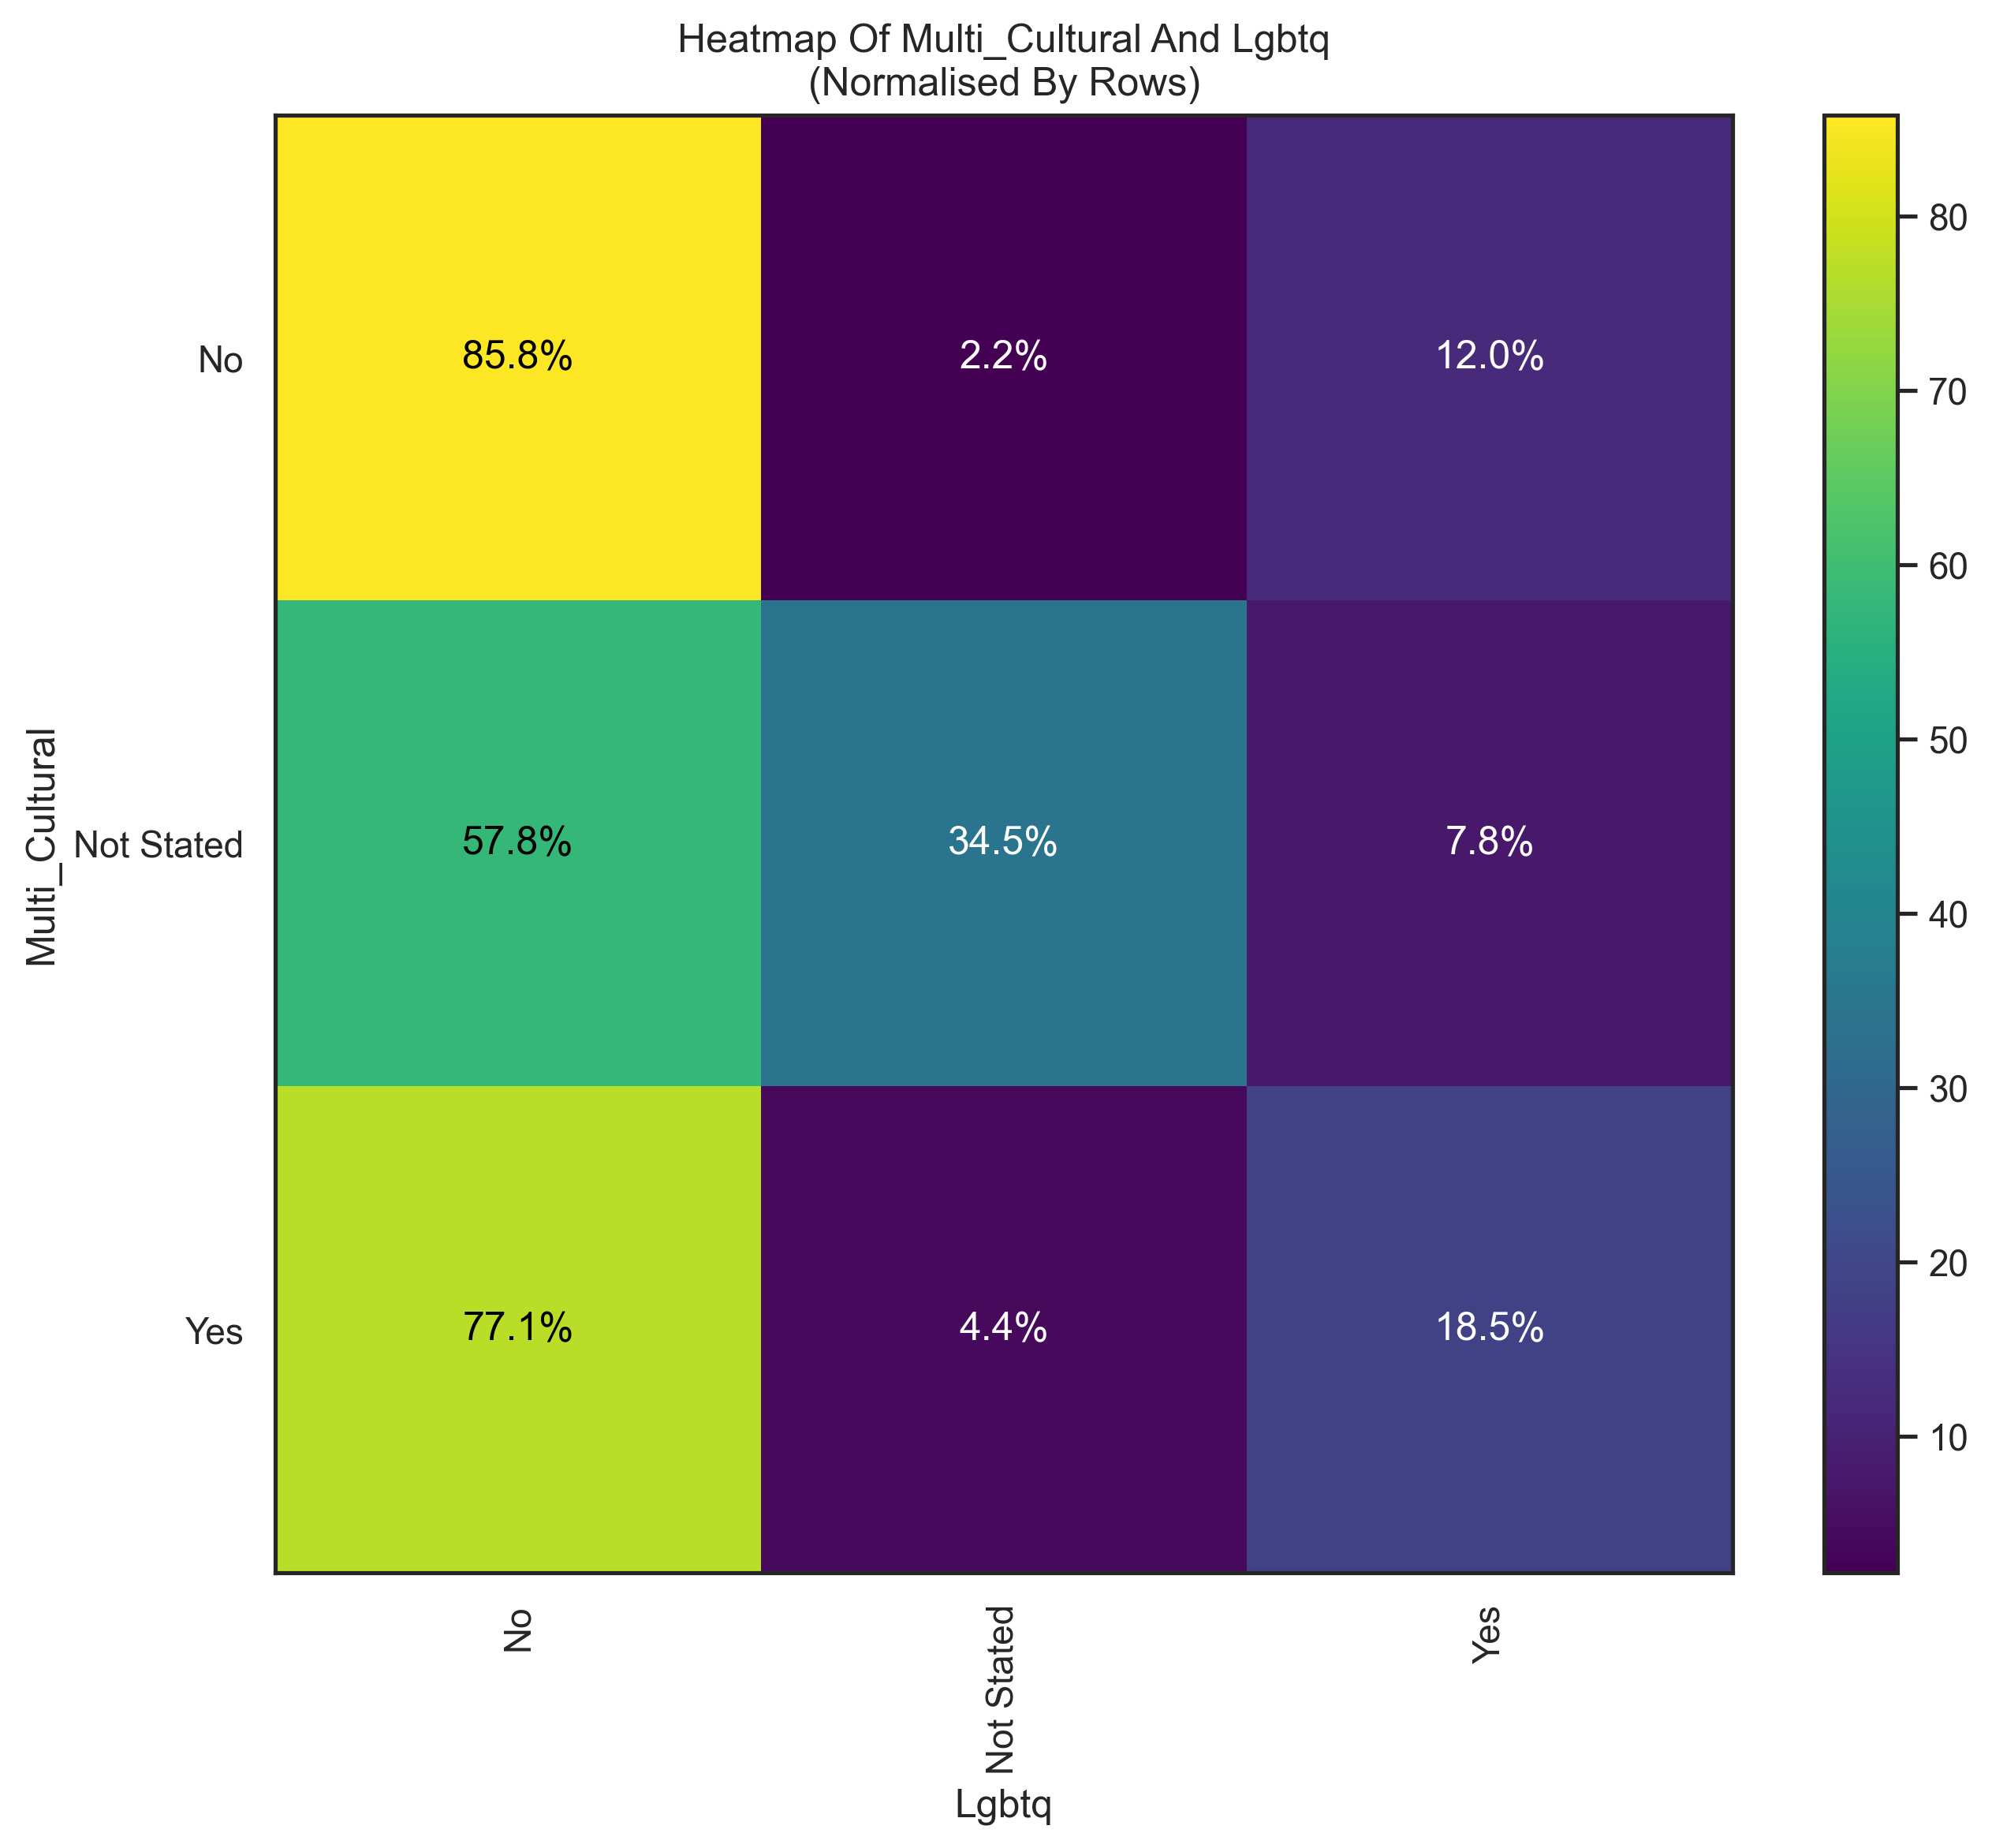 Heatmap Of Multi_Cultural And Lgbtq
(Normalised By Rows)
Multi_Cultural
No
85.8%
2.2%
12.0%
Not Stated
57.8%
34.5%
7.8%
Yes
77.1%
4.4%
18.5%
No
Not Stated
Yes
Lgbtq
80
70
60
50
40
30
20
10